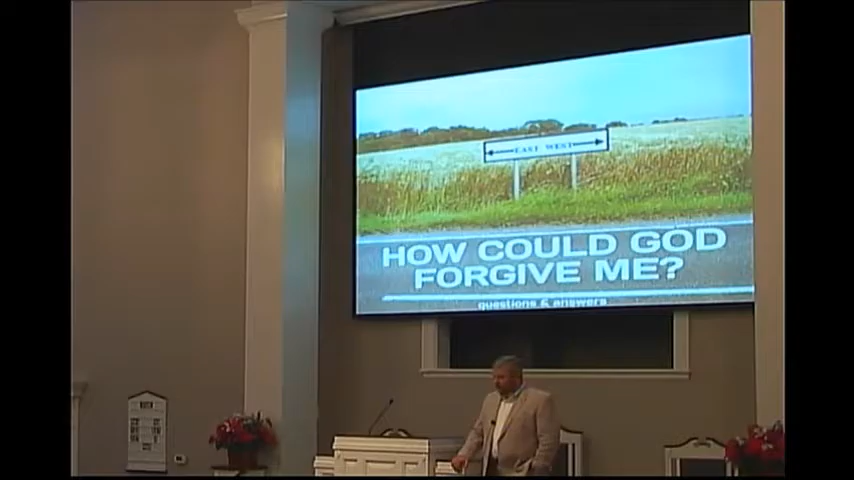 EAST WEST
HOW COULD GOD
FORGIVE ME?
questions & answers